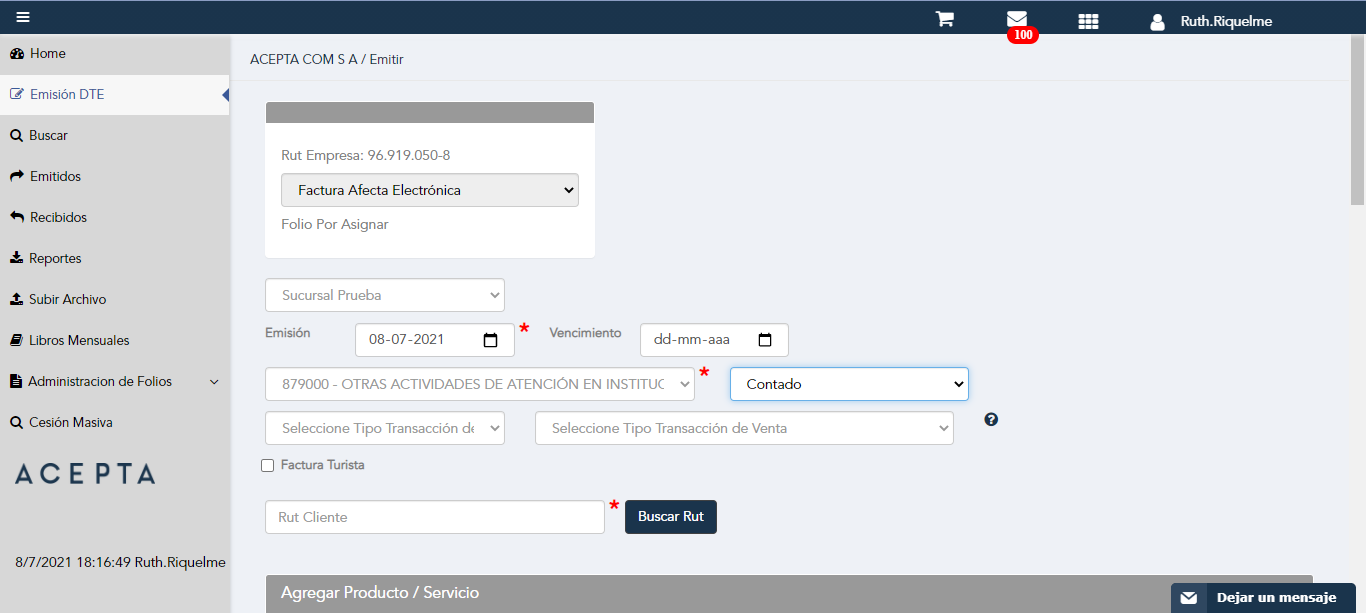 Ruth.Riquelme
100
Home
ACEPTA COM S A / Emitir
Emisión DTE
Buscar
Emitidos
Recibidos
Reportes
Subir Archivo
Libros Mensuales
Administracion de Folios
Cesión Masiva
ACEPTA
8/7/2021 18:16:49 Ruth.Riquelme
Rut Empresa: 96.919.050-8
Factura Afecta Electrónica
Folio Por Asignar
Sucursal Prueba
Emisión 08-07-2021 * Vencimiento dd-mm-aaa
879000 - OTRAS ACTIVIDADES DE ATENCIÓN EN INSTITUC * Contado
Seleccione Tipo Transacción de Seleccione Tipo Transacción de Venta ?
Factura Turista
Rut Cliente * Buscar Rut
Agregar Producto / Servicio
Dejar un mensaje